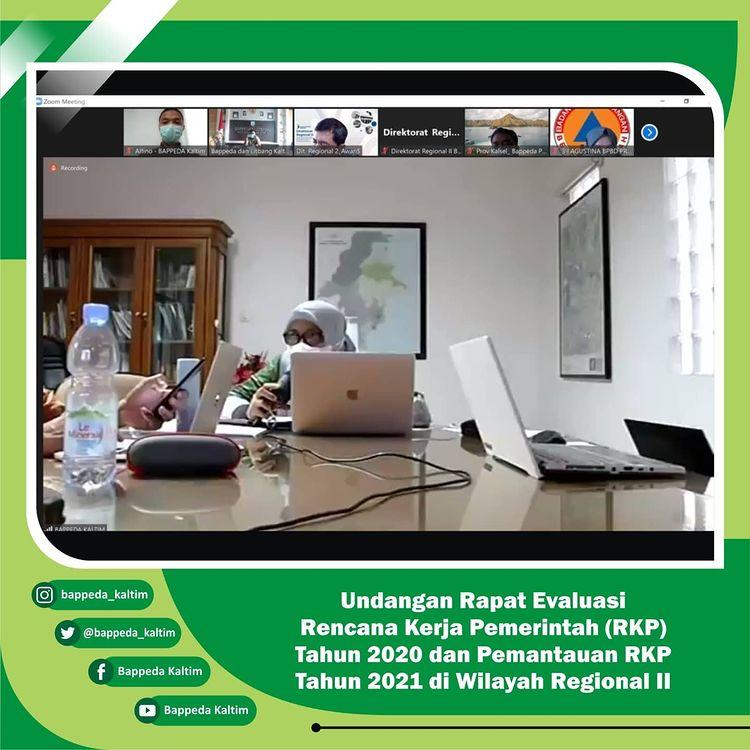 Zoom Meeting
Alfino - BAPPEDA Kaltim
Bappeda dan Litbang Kalt...
Dit. Regional 2_AwanS
Direktorat Regi...
Direktorat Regional II B...
Prov Kalsel_ Bappeda P...
AGUSTINA BPBD PR...
Recording
Le Minerale
BAPPEDA KALTIM
bappeda_kaltim
@bappeda_kaltim
Bappeda Kaltim
Bappeda Kaltim
Undangan Rapat Evaluasi
Rencana Kerja Pemerintah (RKP)
Tahun 2020 dan Pemantauan RKP
Tahun 2021 di Wilayah Regional II